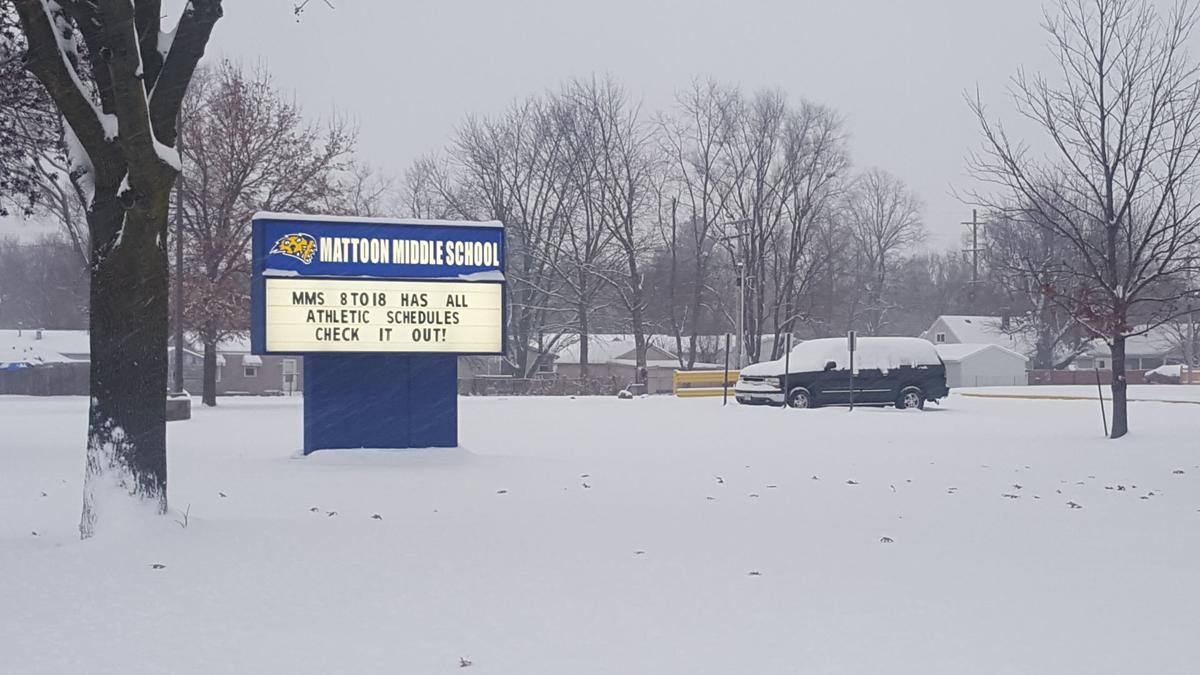 MATTOON MIDDLE SCHOOL
MMS 8TO18 HAS ALL
ATHLETIC SCHEDULES
CHECK IT OUT!